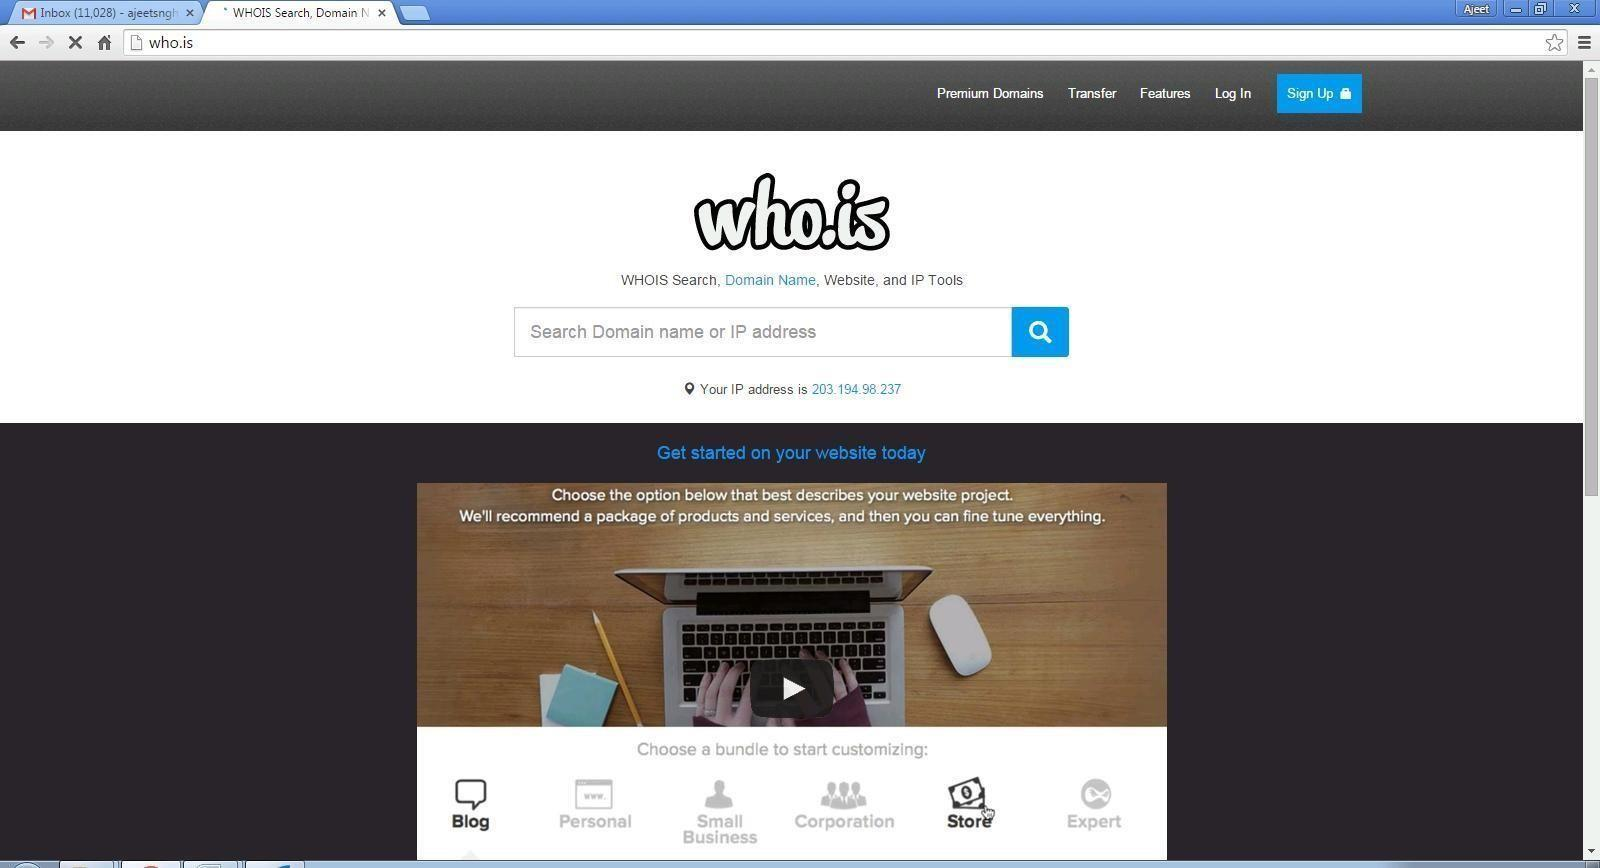 Inbox (11,028) - ajeetsngh
WHOIS Search, Domain N
Ajeet
who.is
Premium Domains
Transfer
Features
Log In
Sign Up
who.is
WHOIS Search, Domain Name, Website, and IP Tools
Search Domain name or IP address
Your IP address is 203.194.98.237
Get started on your website today
Choose the option below that best describes your website project.
We'll recommend a package of products and services, and then you can fine tune everything.
Choose a bundle to start customizing:
www.
Blog
Personal
Small
Business
Corporation
Store
Expert